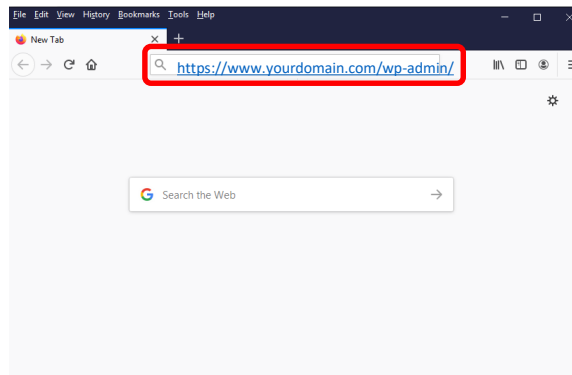 File Edit View History Bookmarks Tools Help
New Tab
https://www.yourdomain.com/wp-admin/
G Search the Web